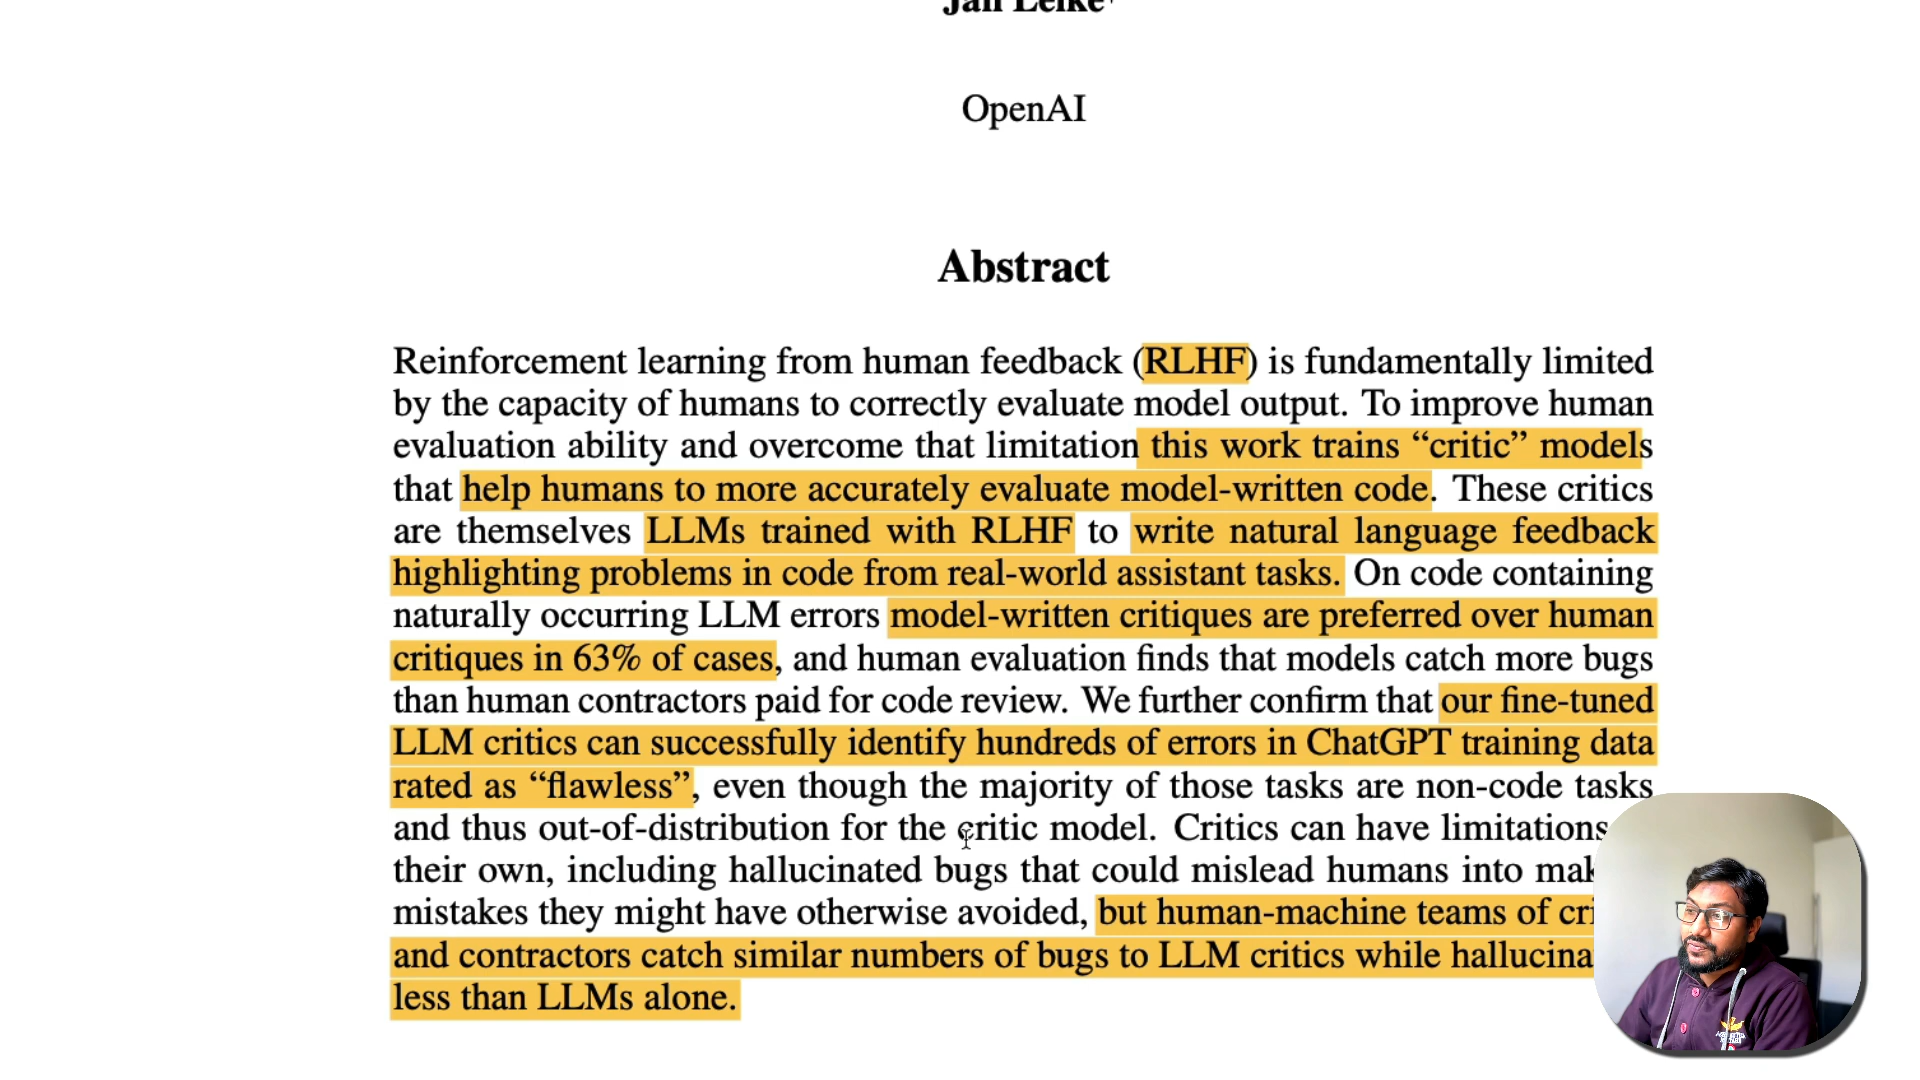 Jan Leike
OpenAI
Abstract
Reinforcement learning from human feedback (RLHF) is fundamentally limited
by the capacity of humans to correctly evaluate model output. To improve human
evaluation ability and overcome that limitation this work trains “critic” models
that help humans to more accurately evaluate model-written code. These critics
are themselves LLMs trained with RLHF to write natural language feedback
highlighting problems in code from real-world assistant tasks. On code containing
naturally occurring LLM errors model-written critiques are preferred over human
critiques in 63% of cases, and human evaluation finds that models catch more bugs
than human contractors paid for code review. We further confirm that our fine-tuned
LLM critics can successfully identify hundreds of errors in ChatGPT training data
rated as “flawless”, even though the majority of those tasks are non-code tasks
and thus out-of-distribution for the critic model. Critics can have limitations
their own, including hallucinated bugs that could mislead humans into mak
mistakes they might have otherwise avoided, but human-machine teams of cri
and contractors catch similar numbers of bugs to LLM critics while hallucina
less than LLMs alone.